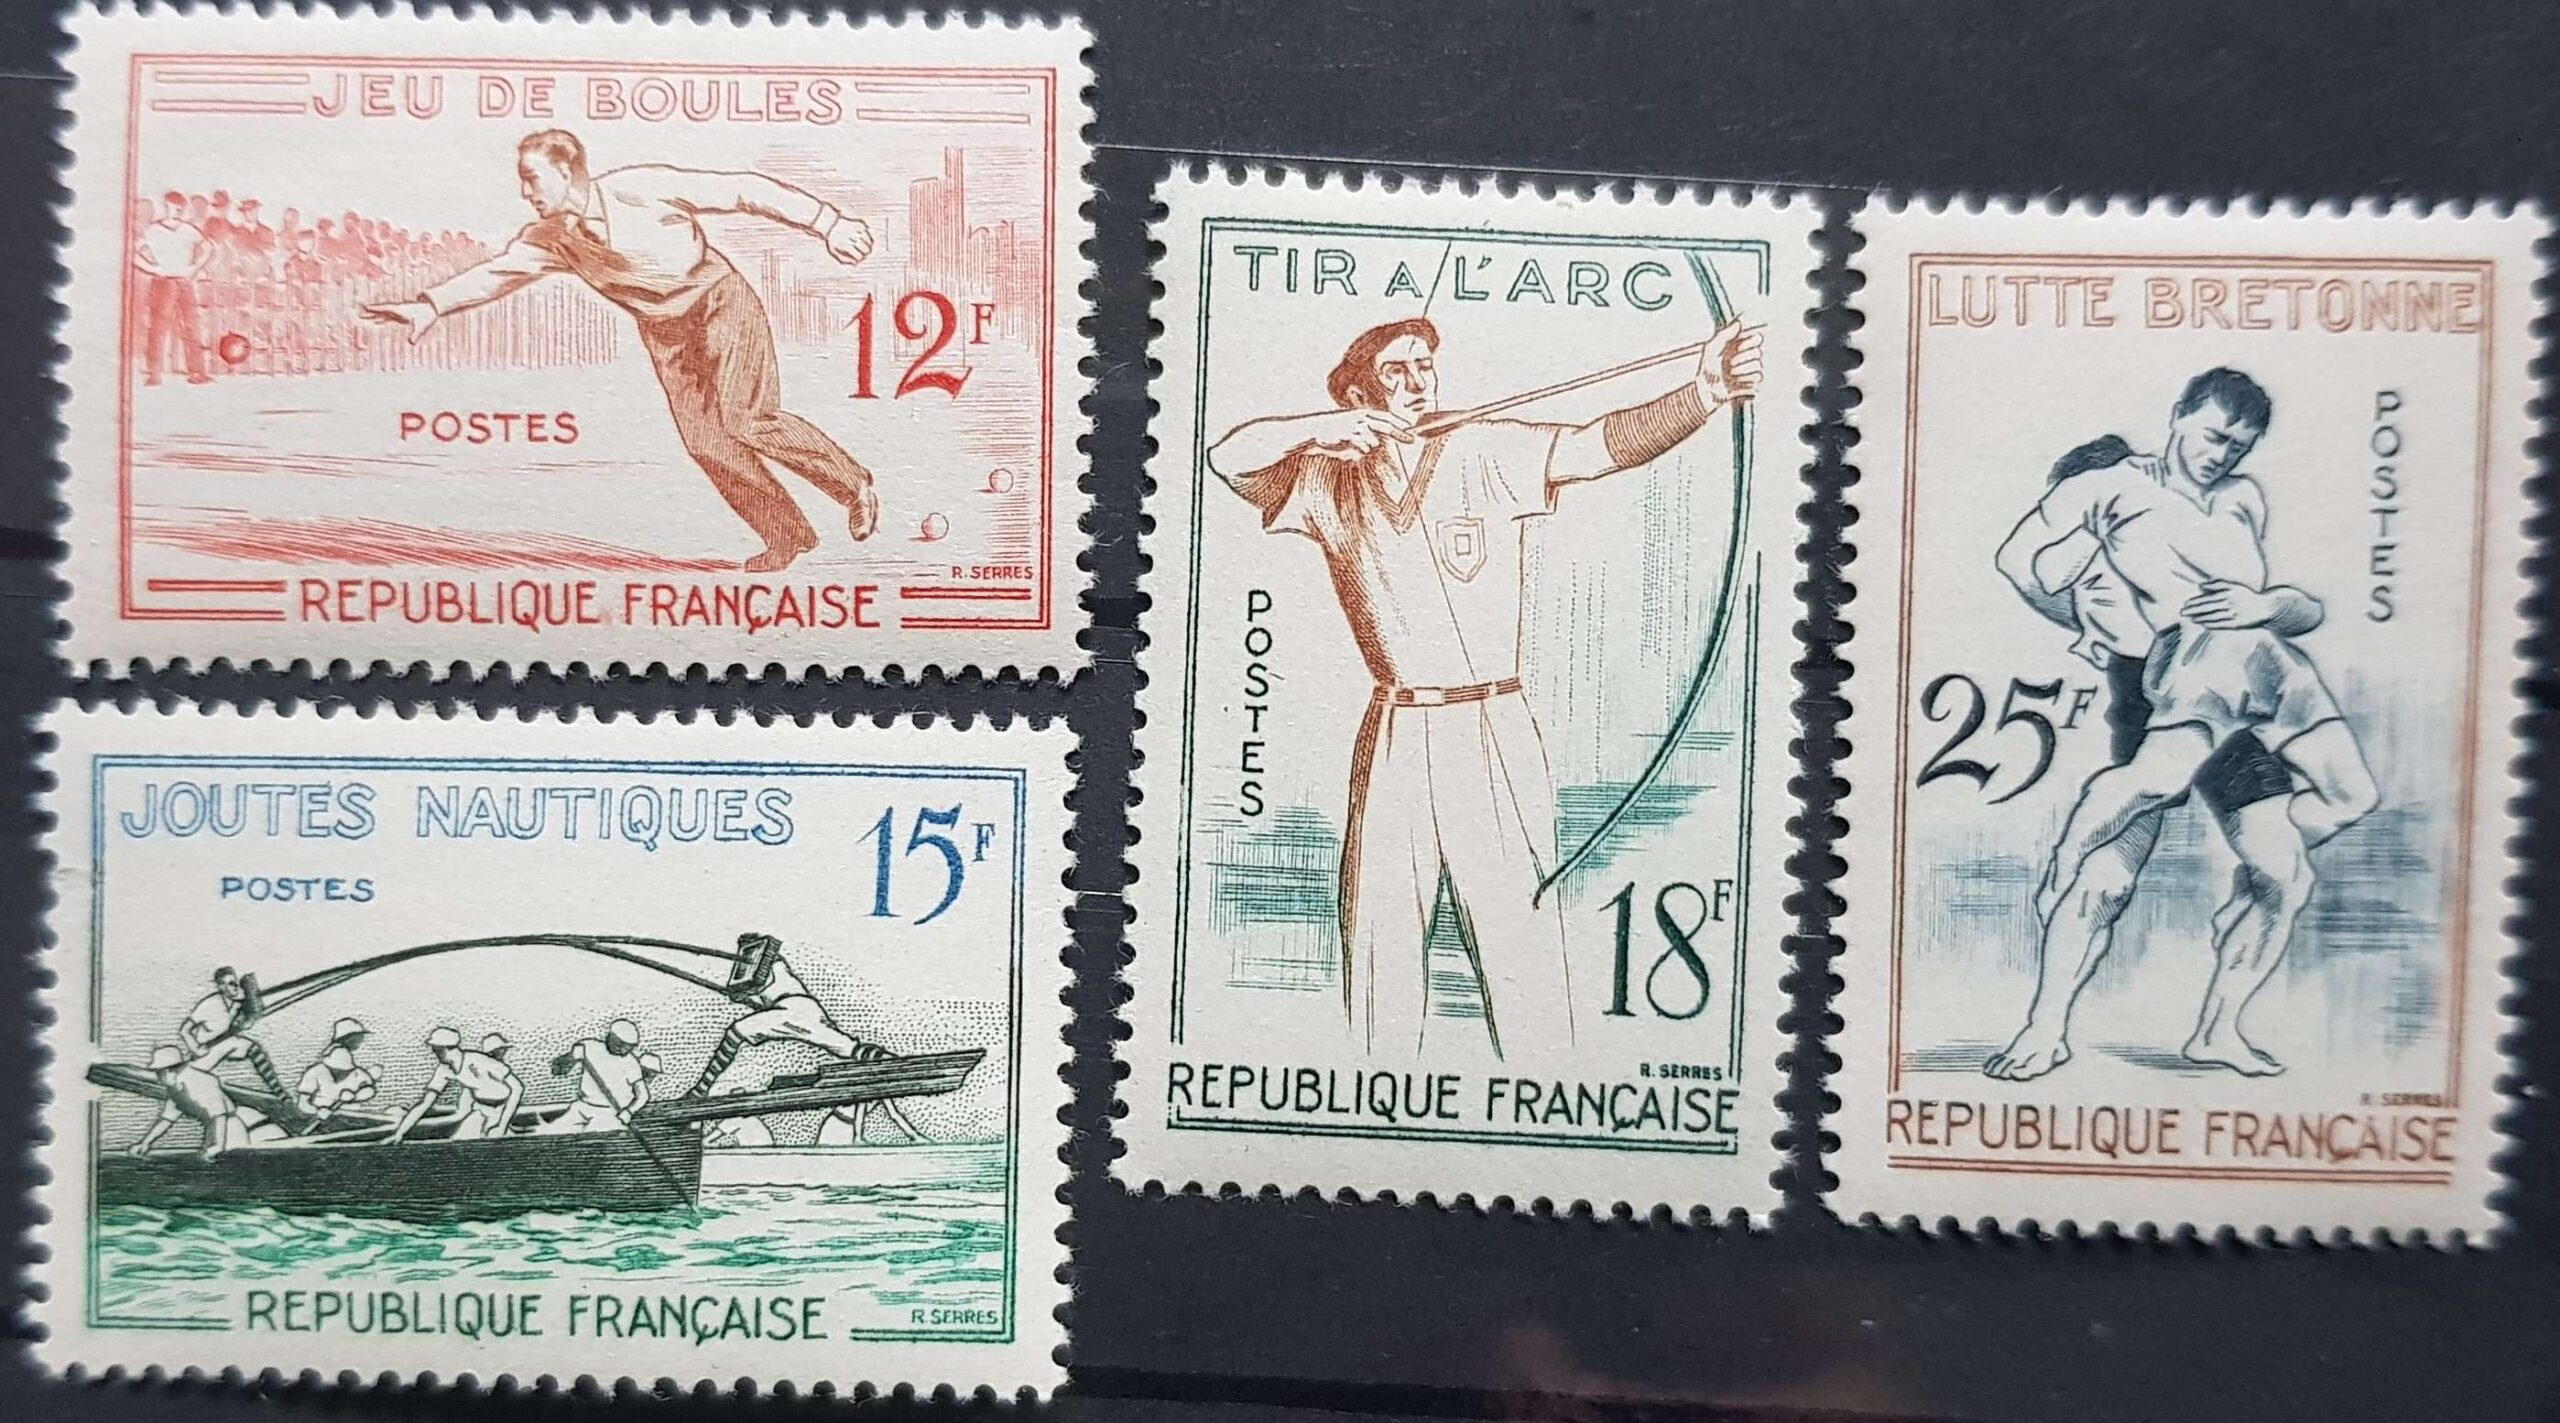 JEU DE BOULES
12F
POSTES
R. SERRES
REPUBLIQUE FRANÇAISE
JOUTES NAUTIQUES
15F
POSTES
REPUBLIQUE FRANÇAISE
R. SERRES
TIR A L'ARC
POSTES
18F
R. SERRES
REPUBLIQUE FRANÇAISE
LUTTE BRETONNE
POSTES
25F
R. SERRES
REPUBLIQUE FRANÇAISE